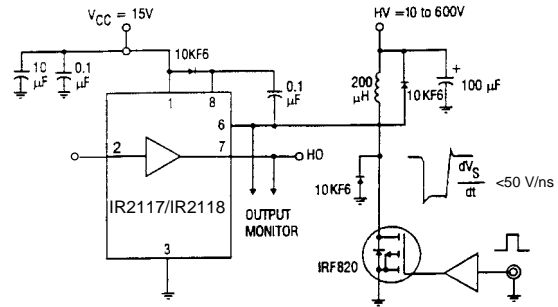 V_CC = 15V
HV =10 to 600V
10KF6
10 μF
0.1 μF
0.1 μF
200 μH
10KF6
+
100 μF
1
8
6
2
7
HO
10KF6
dV_S
dt
<50 V/ns
IR2117/IR2118
OUTPUT
MONITOR
3
IRF820